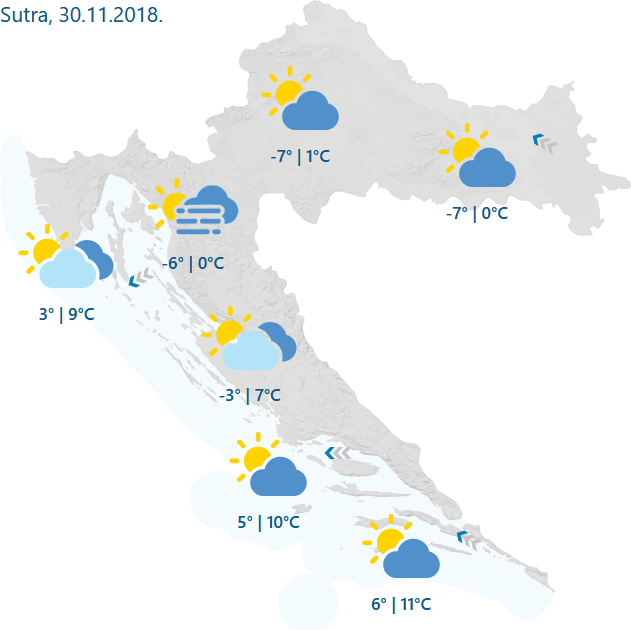 Sutra, 30.11.2018.
-7° | 1°C
-7° | 0°C
-6° | 0°C
3° | 9°C
-3° | 7°C
5° | 10°C
6° | 11°C